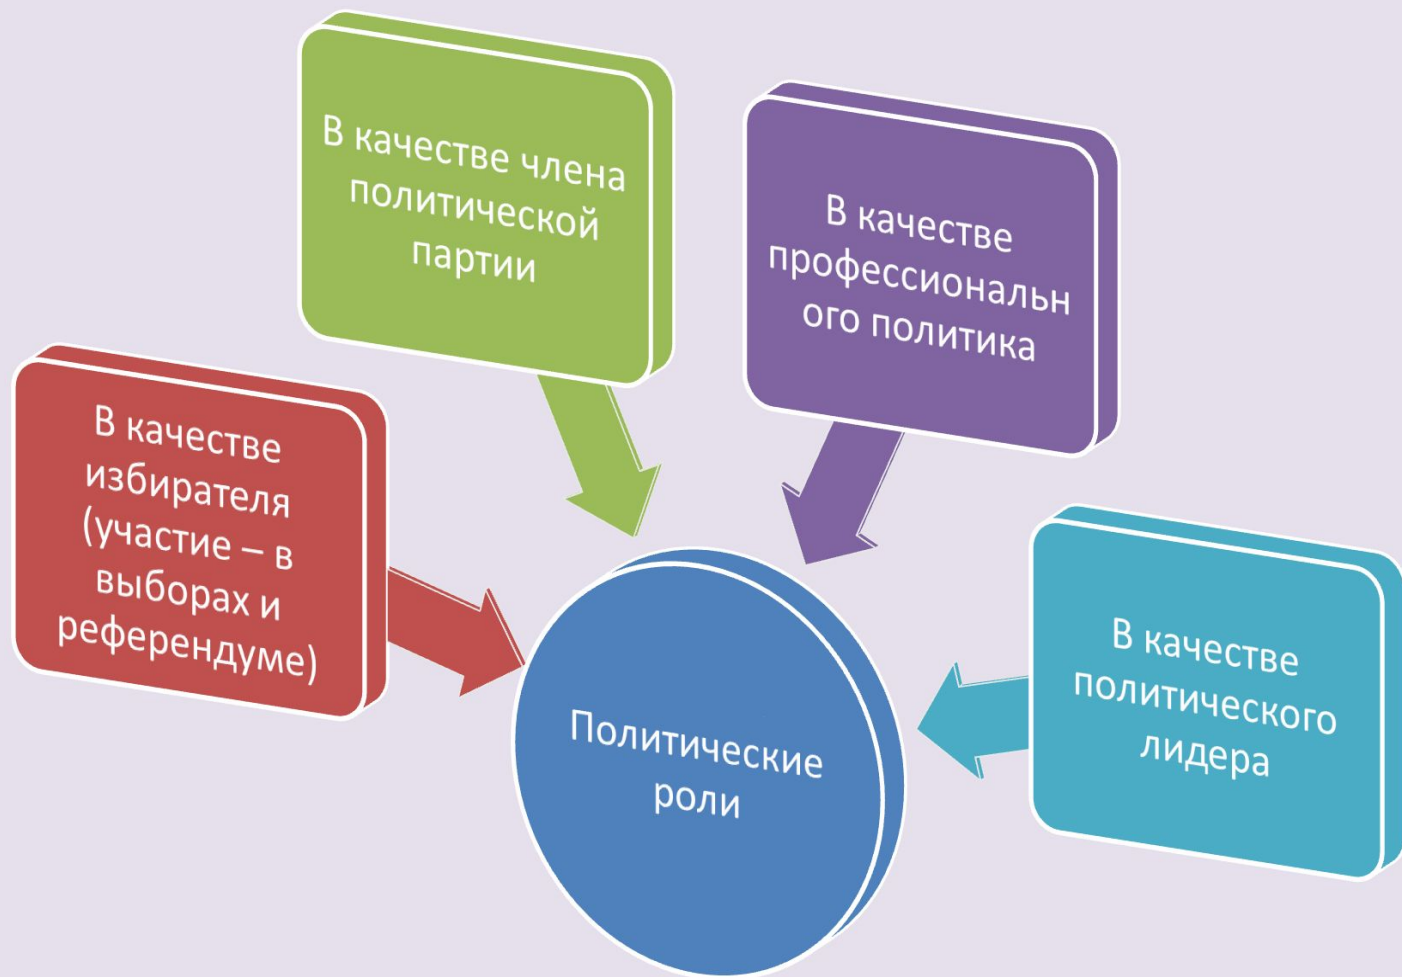 В качестве члена
политической
партии
В качестве
профессиональн
ого политика
В качестве
избирателя
(участие – в
выборах и
референдуме)
В качестве
политического
лидера
Политические
роли